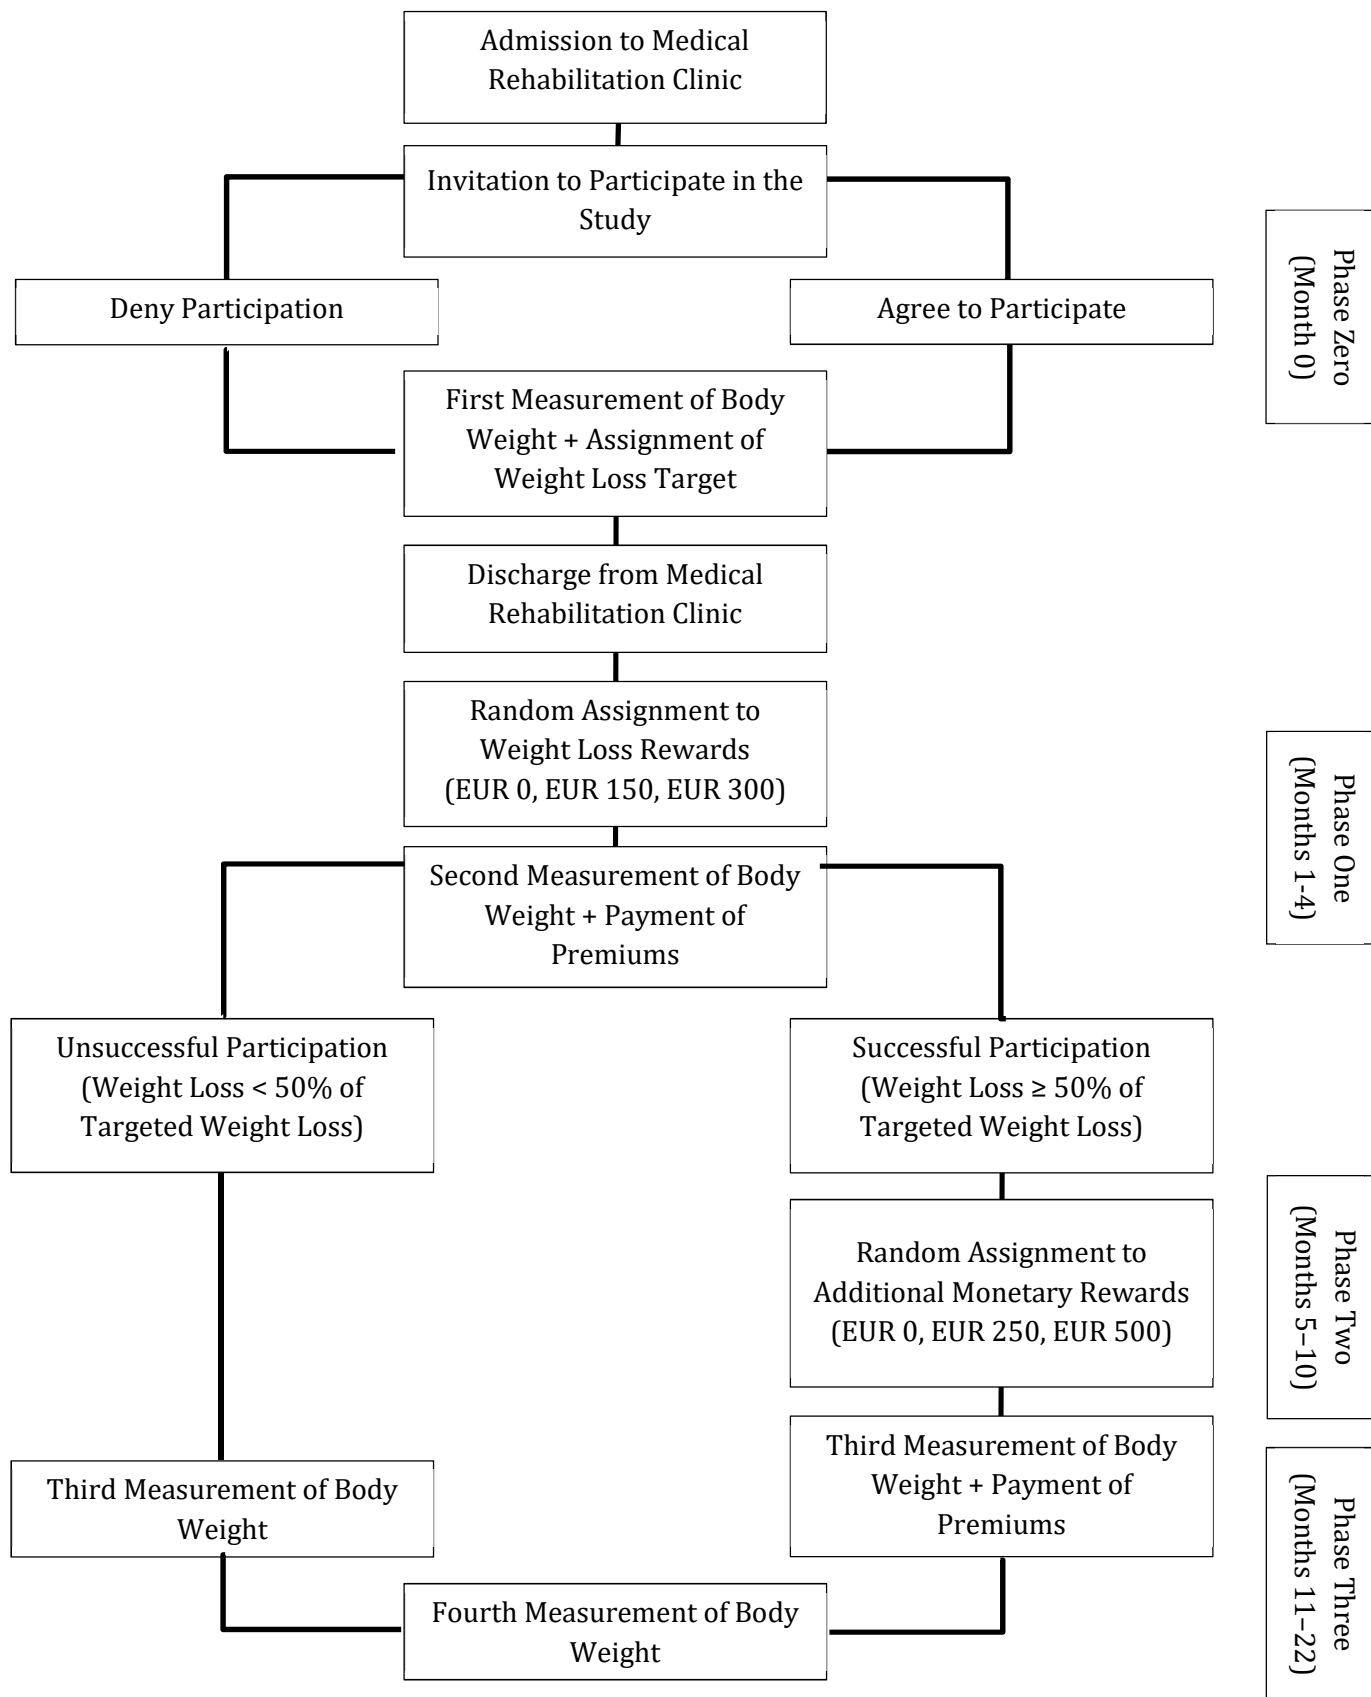 Admission to Medical
Rehabilitation Clinic
Invitation to Participate in the
Study
Deny Participation
Agree to Participate
Phase Zero
(Month 0)
First Measurement of Body
Weight + Assignment of
Weight Loss Target
Discharge from Medical
Rehabilitation Clinic
Random Assignment to
Weight Loss Rewards
(EUR 0, EUR 150, EUR 300)
Phase One
(Months 1-4)
Second Measurement of Body
Weight + Payment of
Premiums
Unsuccessful Participation
(Weight Loss < 50% of
Targeted Weight Loss)
Successful Participation
(Weight Loss ≥ 50% of
Targeted Weight Loss)
Random Assignment to
Additional Monetary Rewards
(EUR 0, EUR 250, EUR 500)
Phase Two
(Months 5–10)
Third Measurement of Body
Weight
Third Measurement of Body
Weight + Payment of
Premiums
Phase Three
(Months 11–22)
Fourth Measurement of Body
Weight